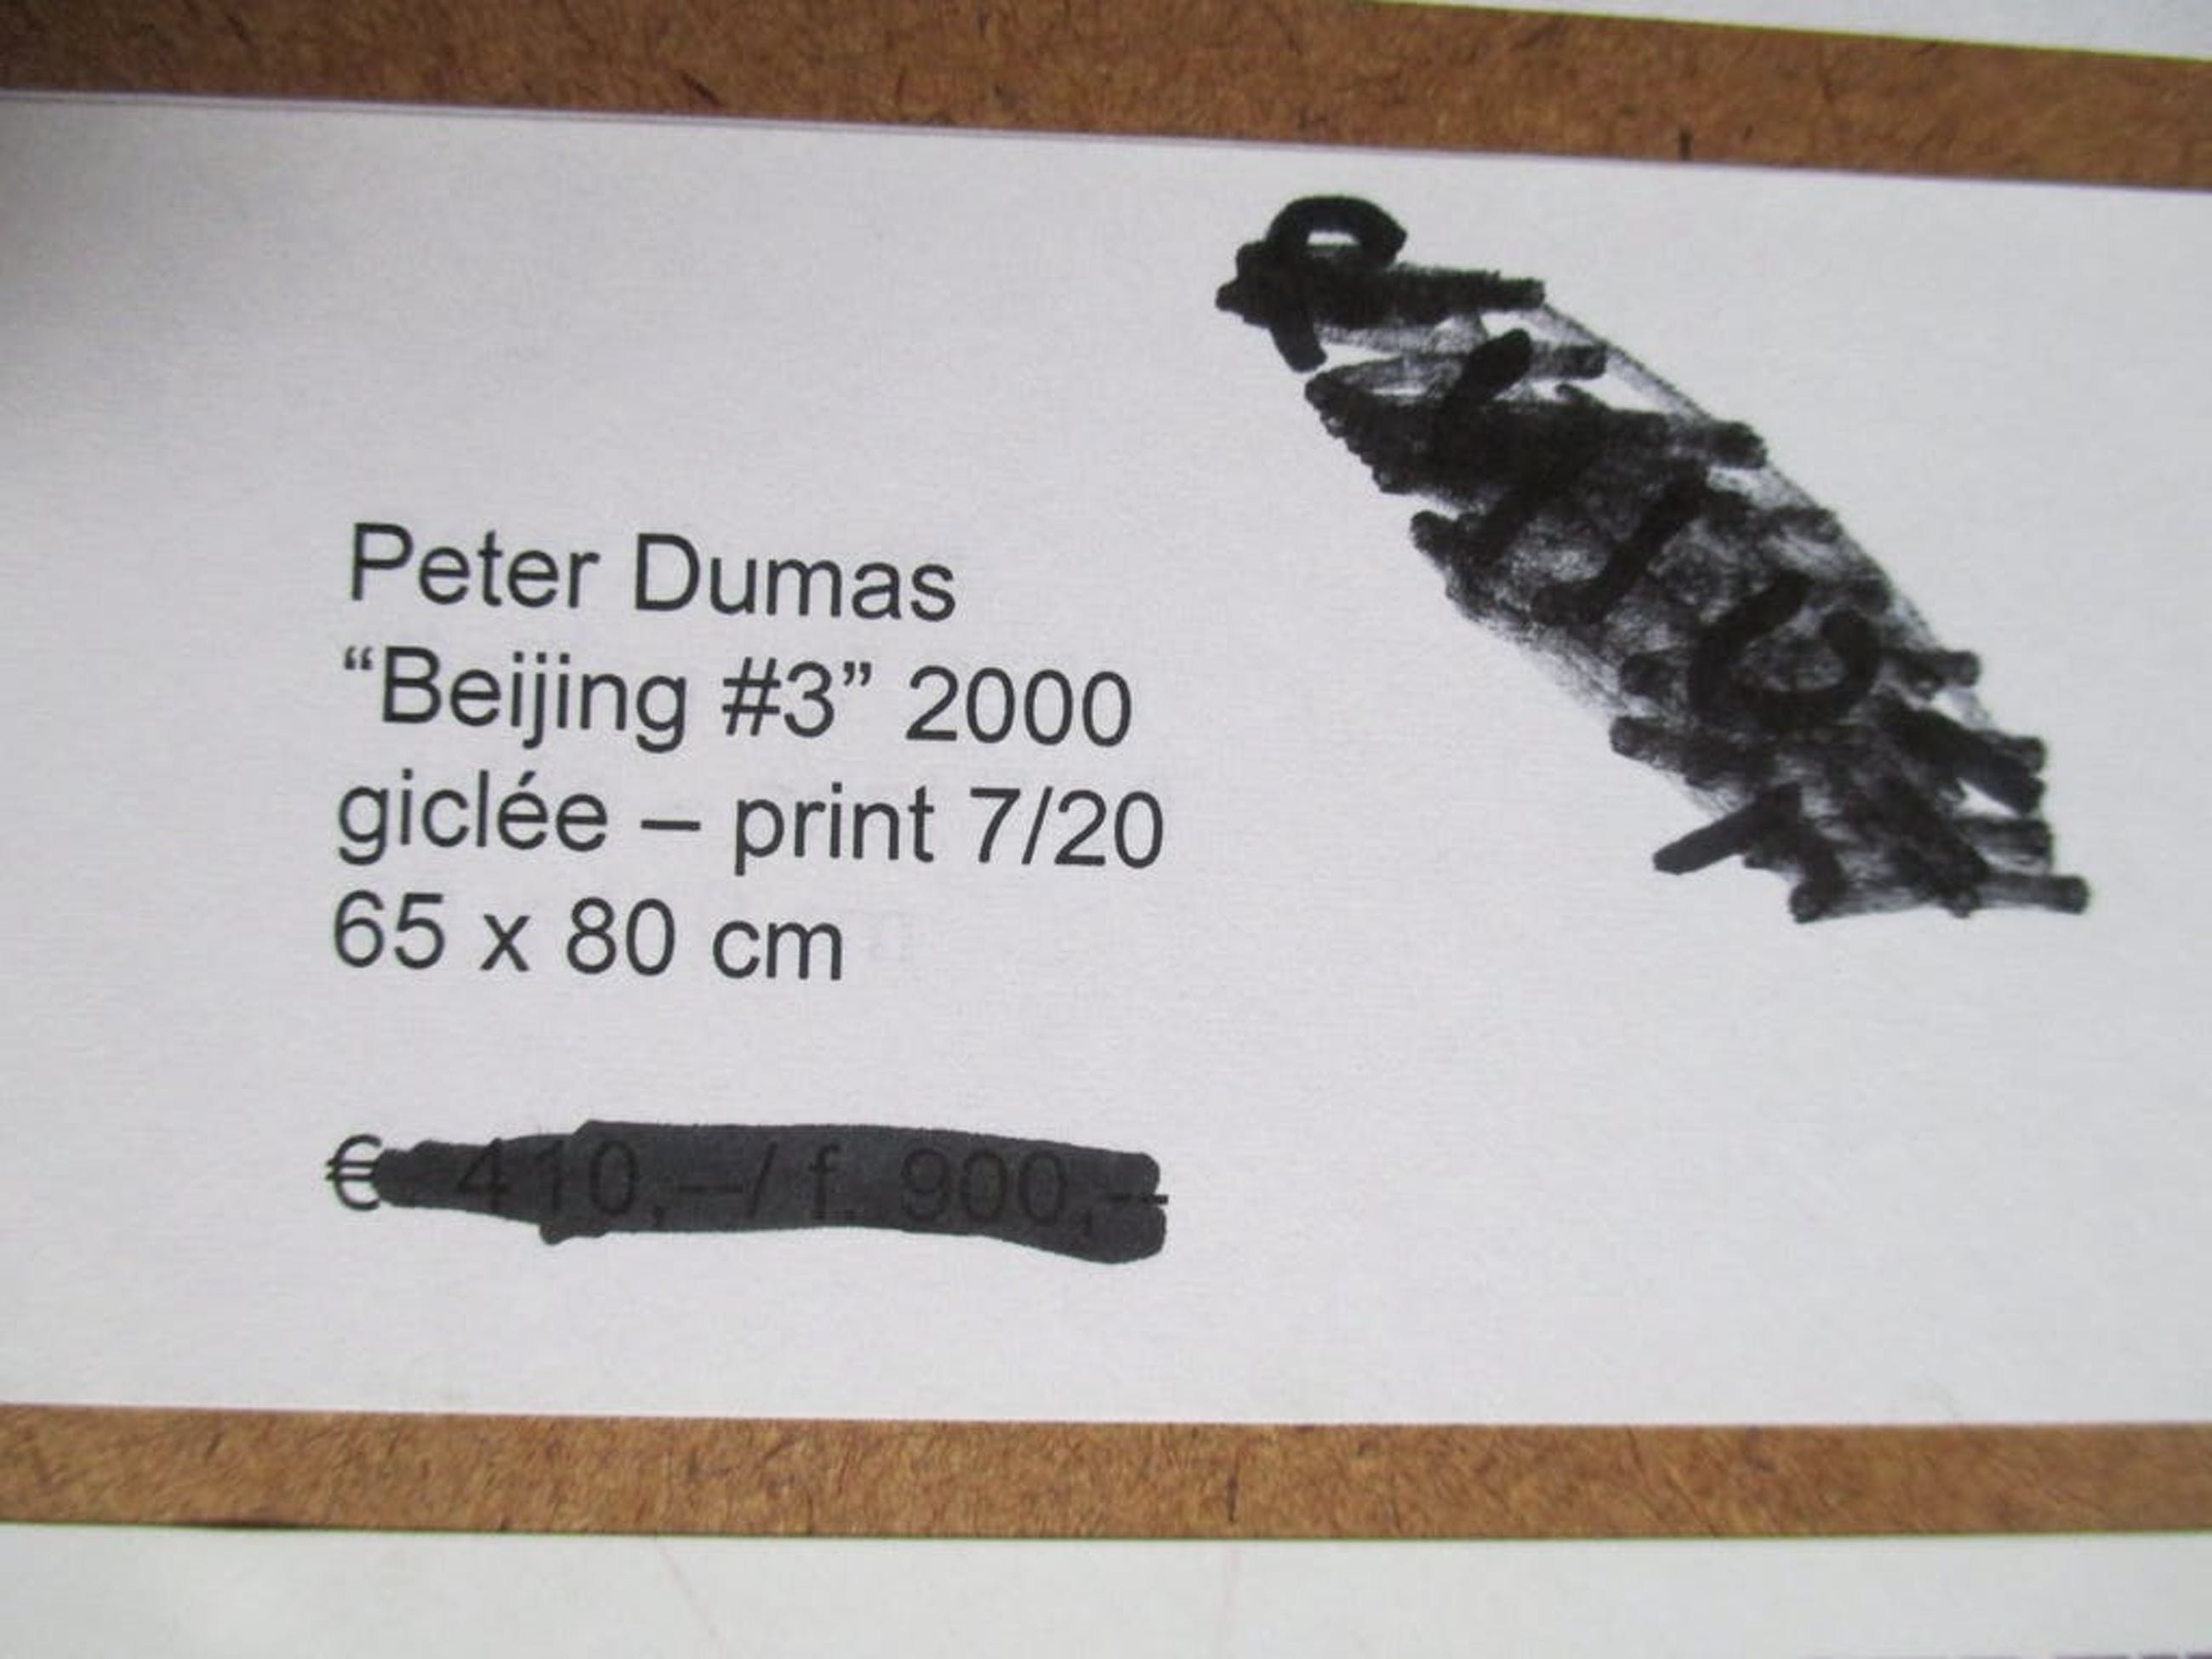 Peter Dumas
“Beijing #3” 2000
giclée – print 7/20
65 x 80 cm
€ 410,–/ f. 900,–